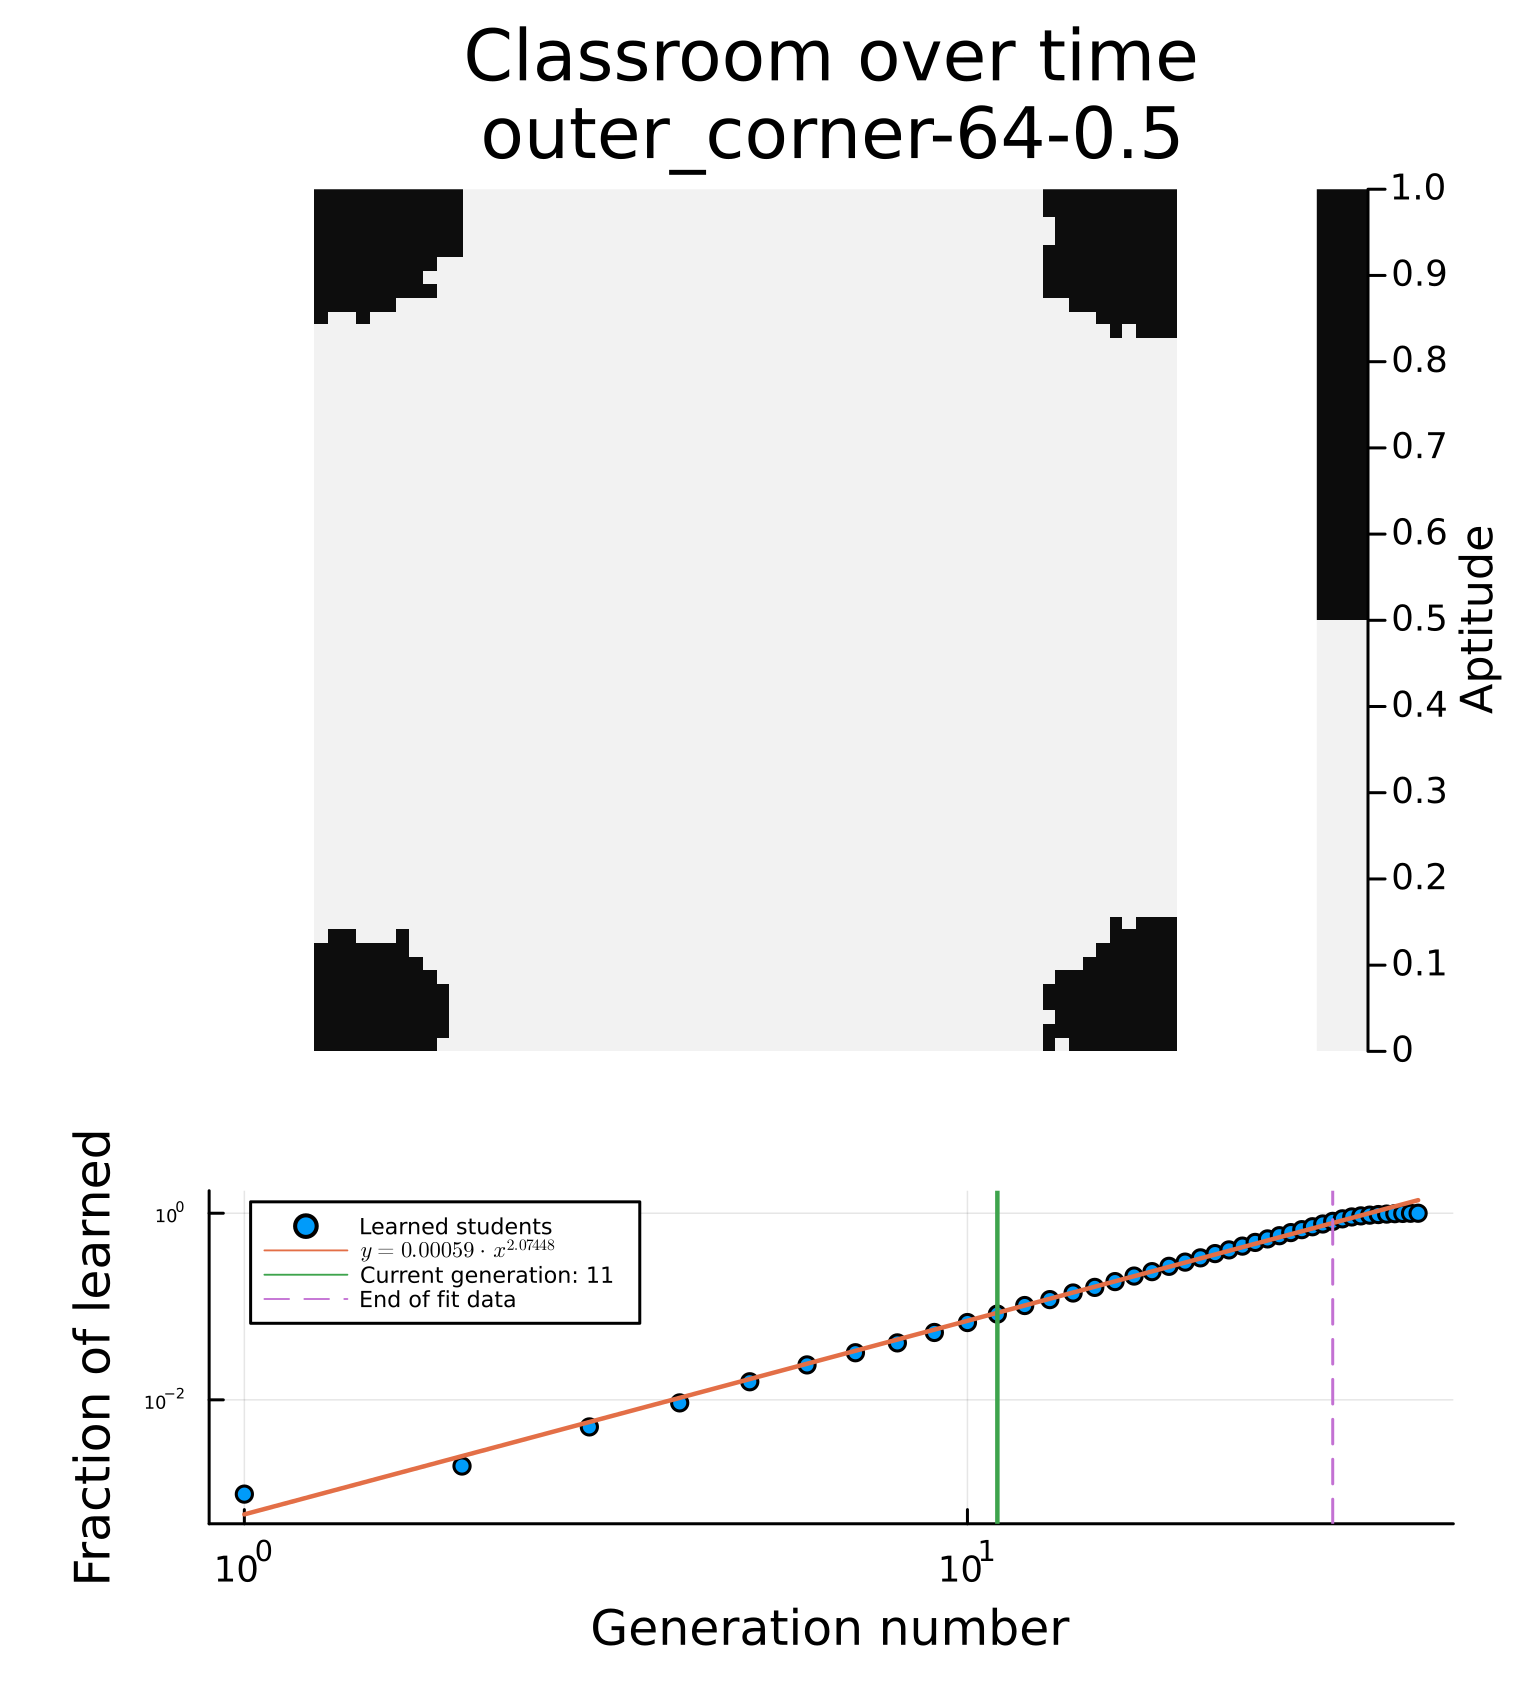 Classroom over time
outer_corner-64-0.5
1.0
0.9
0.8
0.7
0.6
0.5
0.4
0.3
0.2
0.1
0
Aptitude
Fraction of learned
10⁰
10⁻²
Learned students
y = 0.00059 · x^2.07448
Current generation: 11
End of fit data
10⁰
10¹
Generation number